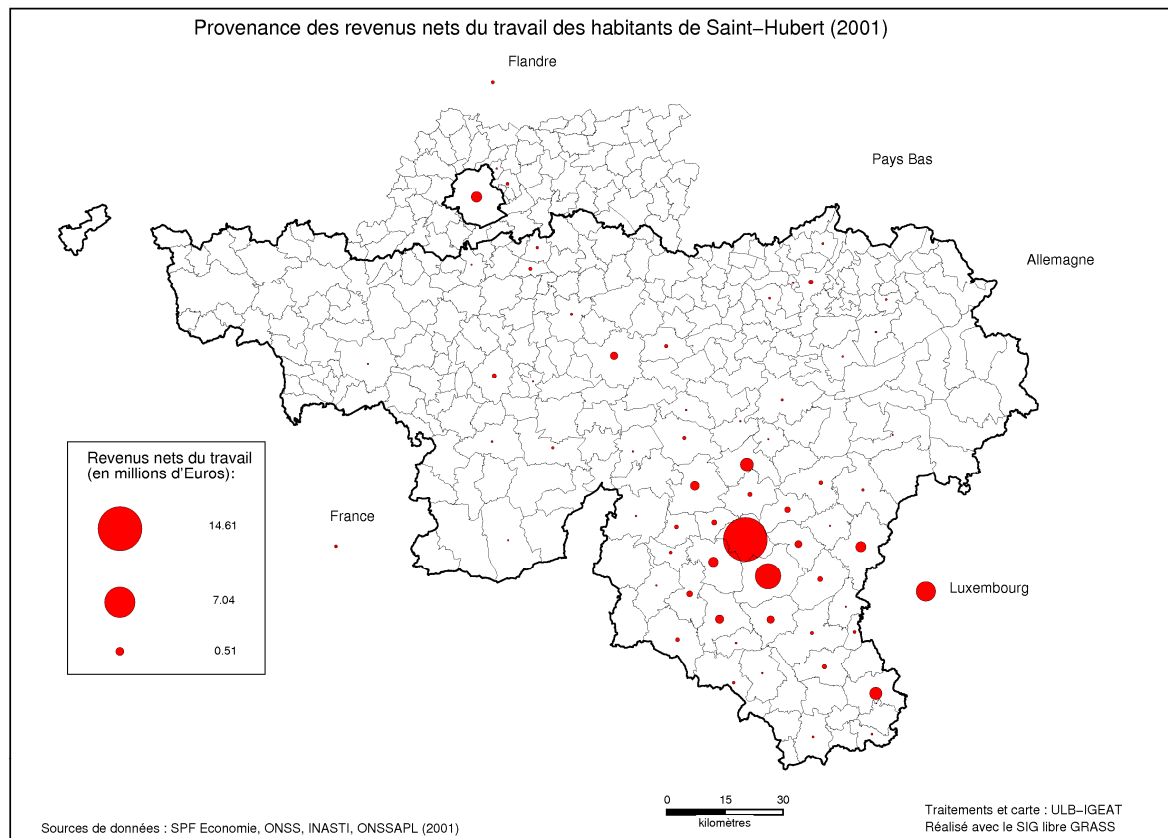 Provenance des revenus nets du travail des habitants de Saint−Hubert (2001)
Flandre
Pays Bas
Allemagne
Revenus nets du travail
(en millions d'Euros):
14.61
7.04
0.51
France
Luxembourg
0 15 30
kilomètres
Sources de données : SPF Economie, ONSS, INASTI, ONSSAPL (2001)
Traitements et carte : ULB−IGEAT
Réalisé avec le SIG libre GRASS